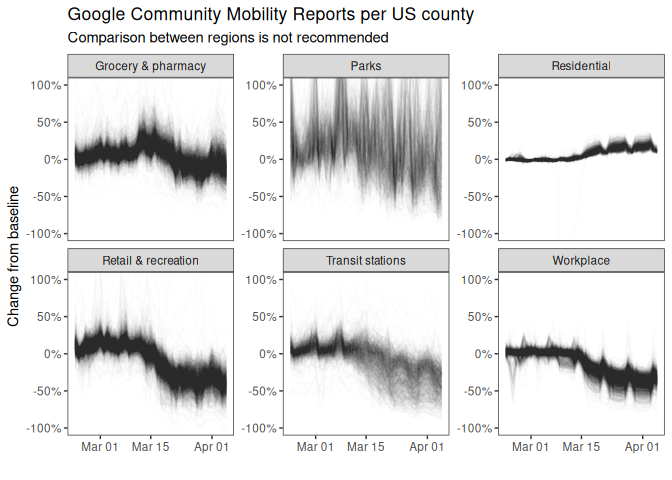 Google Community Mobility Reports per US county
Comparison between regions is not recommended
Grocery & pharmacy
Parks
Residential
100%
50%
0%
-50%
-100%
100%
50%
0%
-50%
-100%
100%
50%
0%
-50%
-100%
Change from baseline
Retail & recreation
Transit stations
Workplace
100%
50%
0%
-50%
-100%
100%
50%
0%
-50%
-100%
100%
50%
0%
-50%
-100%
Mar 01 Mar 15 Apr 01
Mar 01 Mar 15 Apr 01
Mar 01 Mar 15 Apr 01